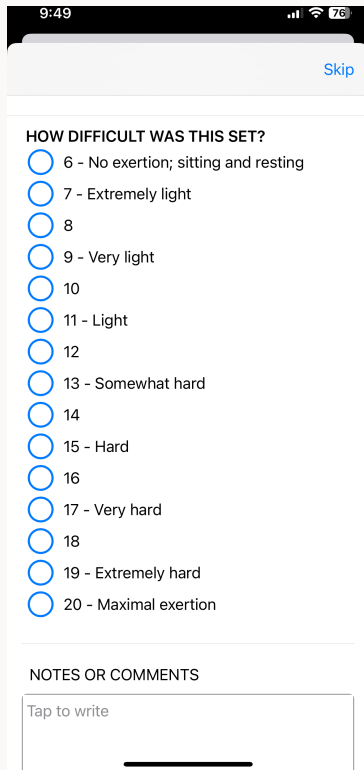 9:49
76
Skip
HOW DIFFICULT WAS THIS SET?
6 - No exertion; sitting and resting
7 - Extremely light
8
9 - Very light
10
11 - Light
12
13 - Somewhat hard
14
15 - Hard
16
17 - Very hard
18
19 - Extremely hard
20 - Maximal exertion
NOTES OR COMMENTS
Tap to write